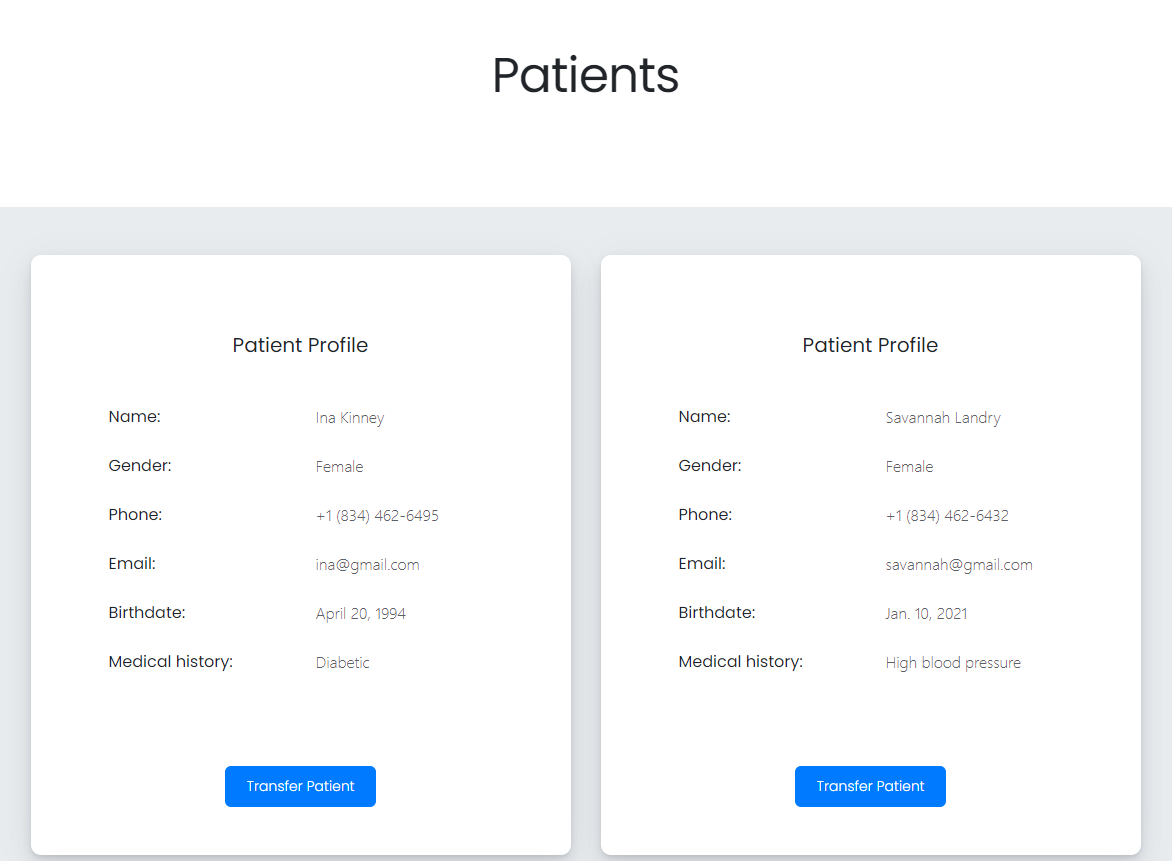 Patients
Patient Profile
Name: Ina Kinney
Gender: Female
Phone: +1 (834) 462-6495
Email: ina@gmail.com
Birthdate: April 20, 1994
Medical history: Diabetic
Transfer Patient
Patient Profile
Name: Savannah Landry
Gender: Female
Phone: +1 (834) 462-6432
Email: savannah@gmail.com
Birthdate: Jan. 10, 2021
Medical history: High blood pressure
Transfer Patient